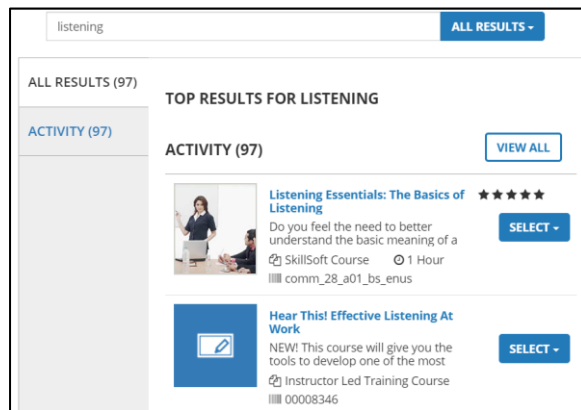 listening
ALL RESULTS
ALL RESULTS (97)
ACTIVITY (97)
TOP RESULTS FOR LISTENING
ACTIVITY (97)
VIEW ALL
Listening Essentials: The Basics of
Listening
Do you feel the need to better
understand the basic meaning of a
SkillSoft Course 1 Hour
comm_28_a01_bs_enus
SELECT
Hear This! Effective Listening At
Work
NEW! This course will give you the
tools to develop one of the most
Instructor Led Training Course
00008346
SELECT